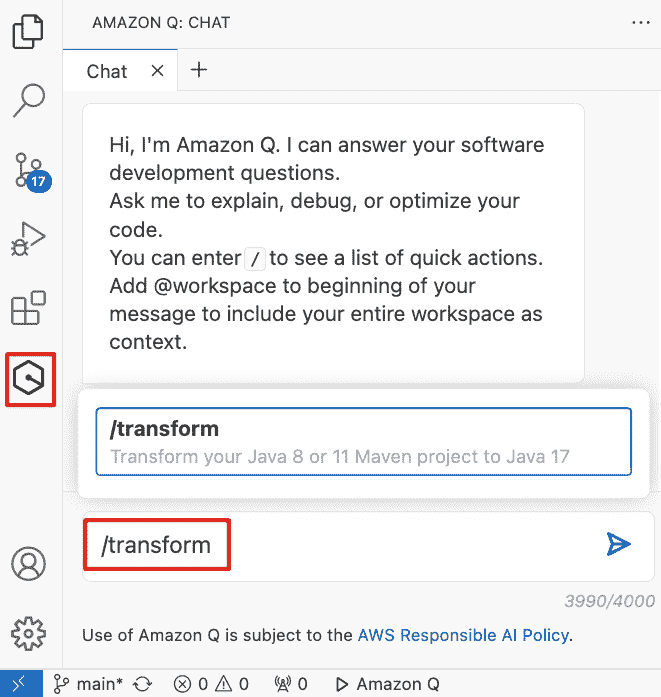 AMAZON Q: CHAT
Chat
Hi, I'm Amazon Q. I can answer your software
development questions.
Ask me to explain, debug, or optimize your
code.
You can enter / to see a list of quick actions.
Add @workspace to beginning of your
message to include your entire workspace as
context.
17
/transform
Transform your Java 8 or 11 Maven project to Java 17
/transform
3990/4000
Use of Amazon Q is subject to the AWS Responsible AI Policy.
main* 0 0 0 Amazon Q